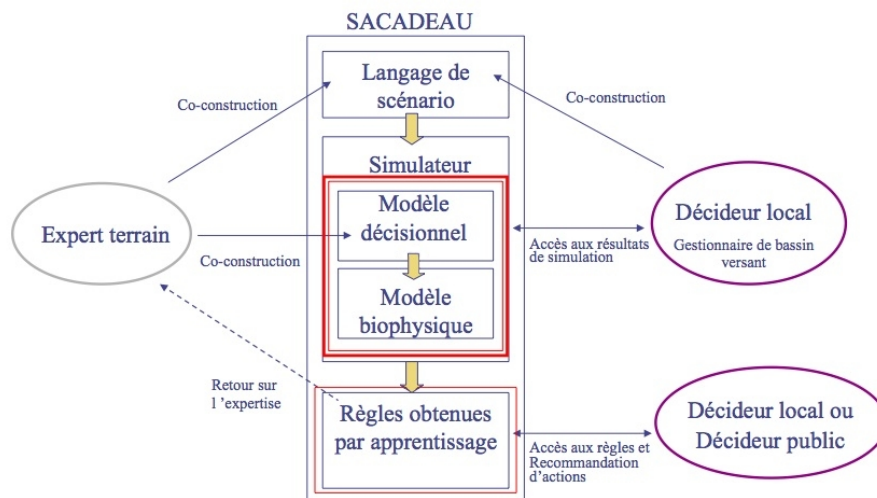 SACADEAU
Langage de
scénario
Co-construction
Co-construction
Simulateur
Modèle
décisionnel
Expert terrain
Décideur local
Gestionnaire de bassin
versant
Accès aux résultats
de simulation
Co-construction
Modèle
biophysique
Retour sur
l ’expertise
Règles obtenues
par apprentissage
Décideur local ou
Décideur public
Accès aux règles et
Recommandation
d’actions